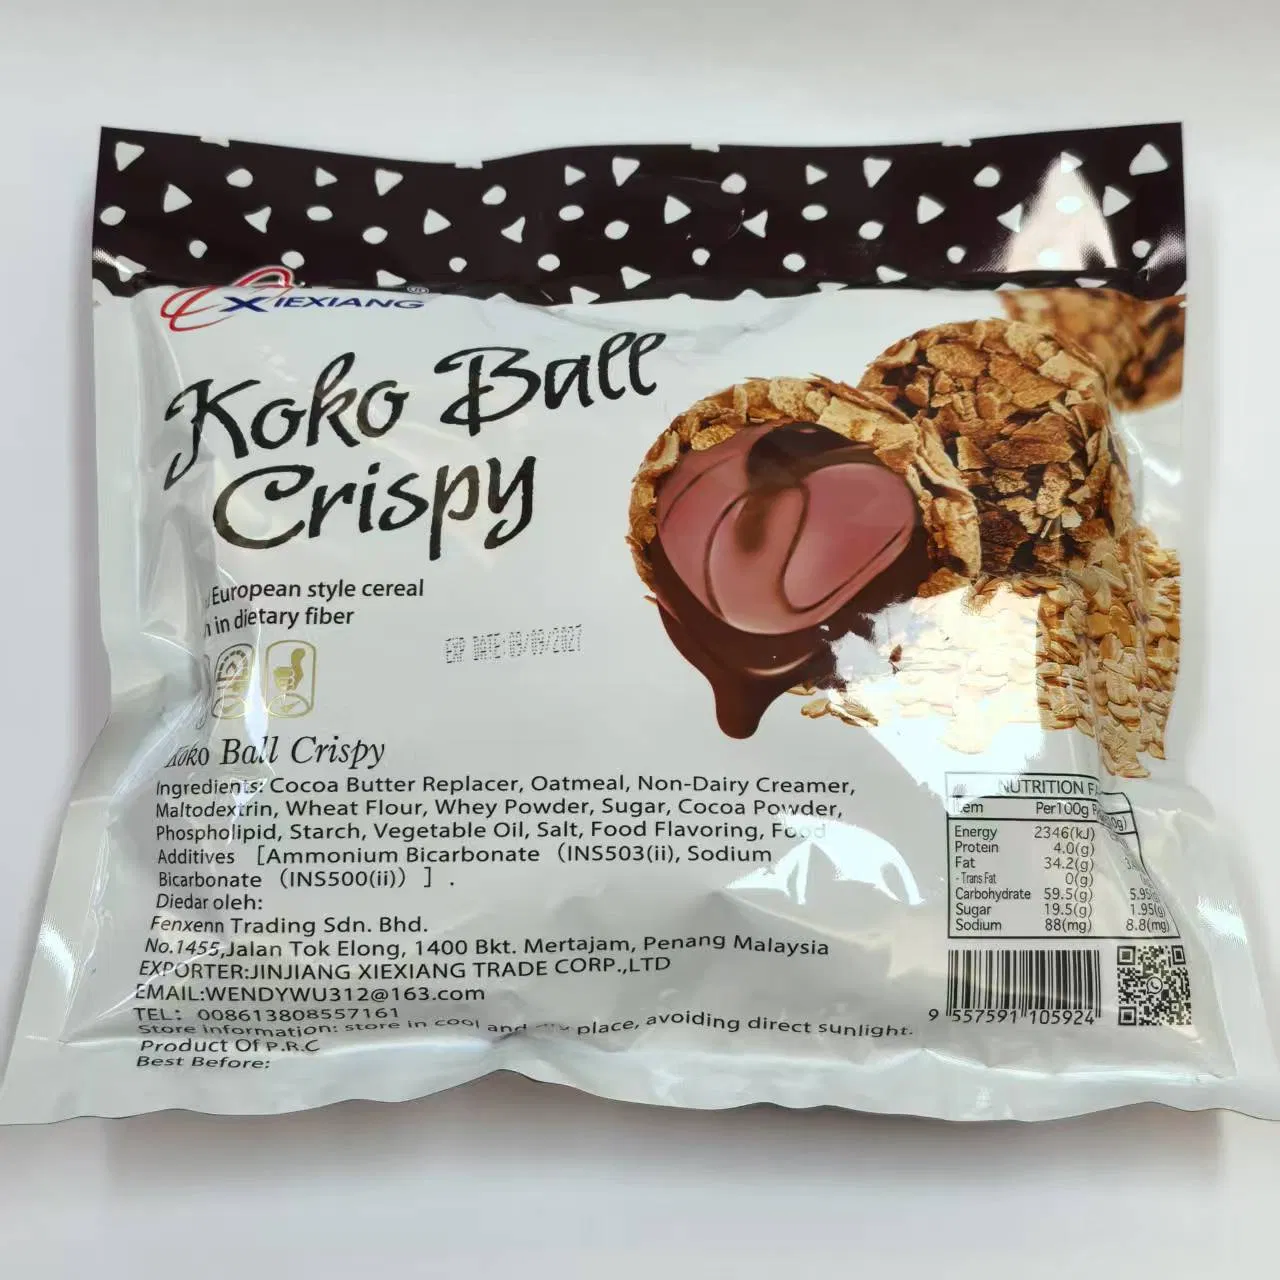 XIEXIANG®
Koko Ball
Crispy
European style cereal
in dietary fiber
EXP DATE:09/09/2027
Koko Ball Crispy
Ingredients: Cocoa Butter Replacer, Oatmeal, Non-Dairy Creamer,
Maltodextrin, Wheat Flour, Whey Powder, Sugar, Cocoa Powder,
Phospholipid, Starch, Vegetable Oil, Salt, Food Flavoring, Food
Additives [Ammonium Bicarbonate (INS503(ii), Sodium
Bicarbonate (INS500(ii)) ] .
Diedar oleh:
Fenxenn Trading Sdn. Bhd.
No.1455,Jalan Tok Elong, 1400 Bkt. Mertajam, Penang Malaysia
EXPORTER:JINJIANG XIEXIANG TRADE CORP.,LTD
EMAIL:WENDYWU312@163.com
TEL: 008613808557161
Store information: store in cool and dry place, avoiding direct sunlight.
Product Of P.R.C
Best Before:
NUTRITION
Item Per100g
Energy 2346(kJ)
Protein 4.0(g)
Fat 34.2(g)
- Trans Fat 0(g)
Carbohydrate 59.5(g) 5.95(g)
Sugar 19.5(g) 1.95(g)
Sodium 88(mg) 8.8(mg)
9 557591 105924